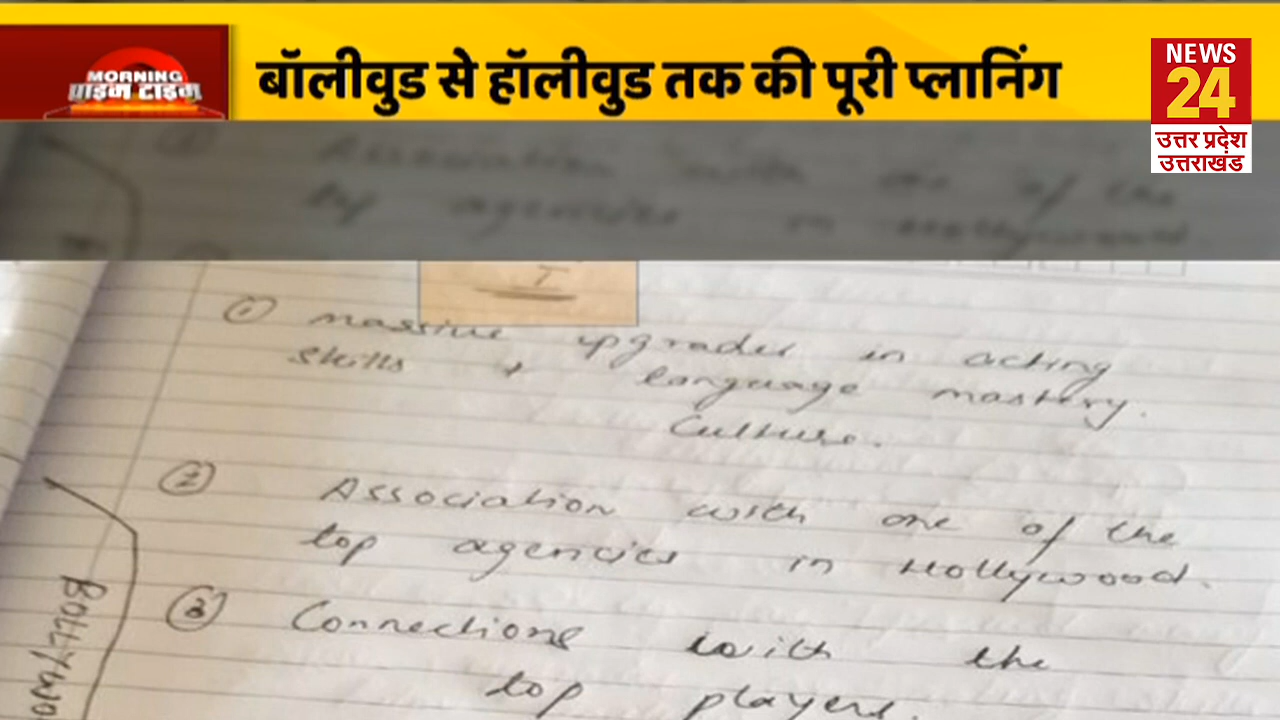 MORNING
प्राइम टाइम
बॉलीवुड से हॉलीवुड तक की पूरी प्लानिंग
NEWS
24
उत्तर प्रदेश
उत्तराखंड
② Association with one of the
top agencies in Hollywood.
I
① massive upgrades in acting
skills + language mastery.
Culture.
② Association with one of the
top agencies in Hollywood.
③ Connections with the
top players.
BOLLYWOO